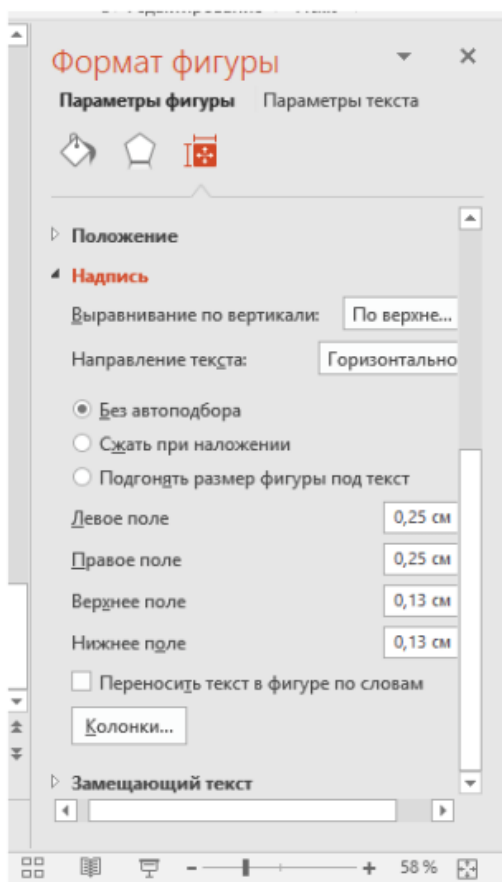 Формат фигуры
Параметры фигуры Параметры текста
Положение
Надпись
Выравнивание по вертикали: По верхне...
Направление текста: Горизонтально
Без автоподбора
Сжать при наложении
Подгонять размер фигуры под текст
Левое поле 0,25 см
Правое поле 0,25 см
Верхнее поле 0,13 см
Нижнее поле 0,13 см
Переносить текст в фигуре по словам
Колонки...
Замещающий текст
58 %